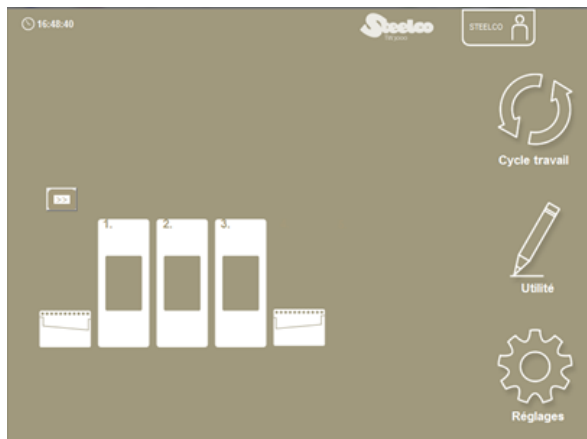 16:48:40
Steelco
STEELCO
Cycle travail
>>
1. 2. 3.
Utilité
Réglages